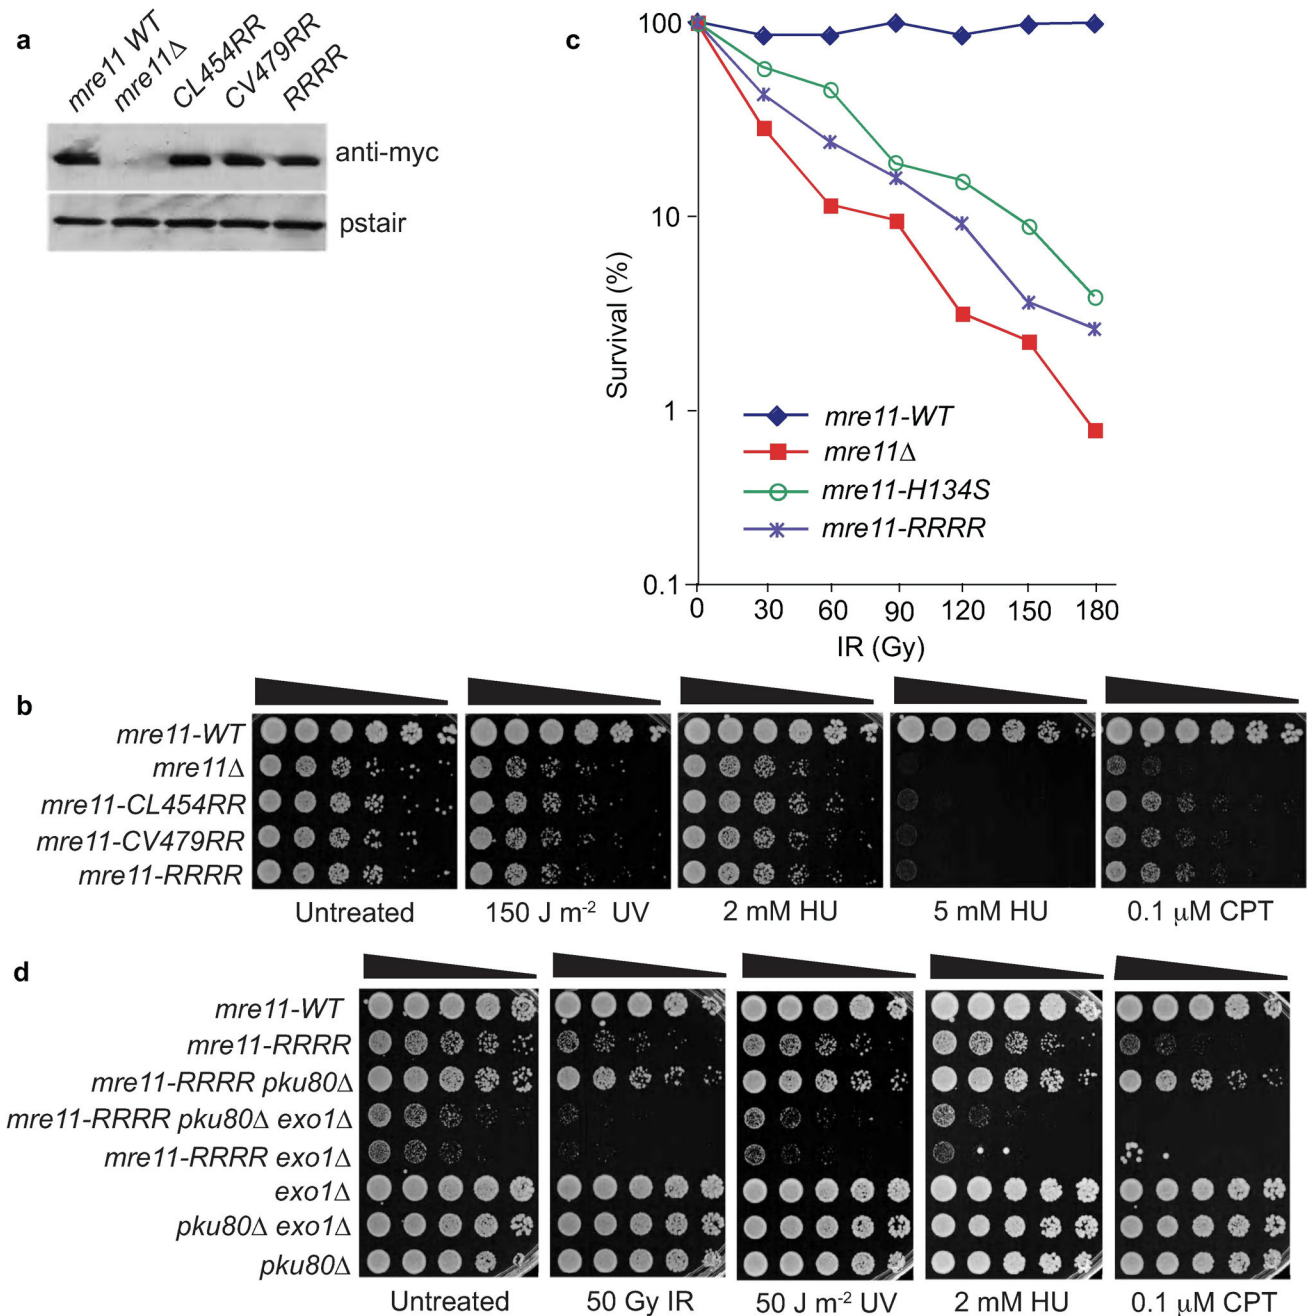 a
mre11 WT
mre11Δ
CL454RR
CV479RR
RRRR
anti-myc
pstair
c
Survival (%)
100
10
1
0.1
0 30 60 90 120 150 180
IR (Gy)
mre11-WT
mre11Δ
mre11-H134S
mre11-RRRR
b
mre11-WT
mre11Δ
mre11-CL454RR
mre11-CV479RR
mre11-RRRR
Untreated
150 J m-2 UV
2 mM HU
5 mM HU
0.1 μM CPT
d
mre11-WT
mre11-RRRR
mre11-RRRR pku80Δ
mre11-RRRR pku80Δ exo1Δ
mre11-RRRR exo1Δ
exo1Δ
pku80Δ exo1Δ
pku80Δ
Untreated
50 Gy IR
50 J m-2 UV
2 mM HU
0.1 μM CPT